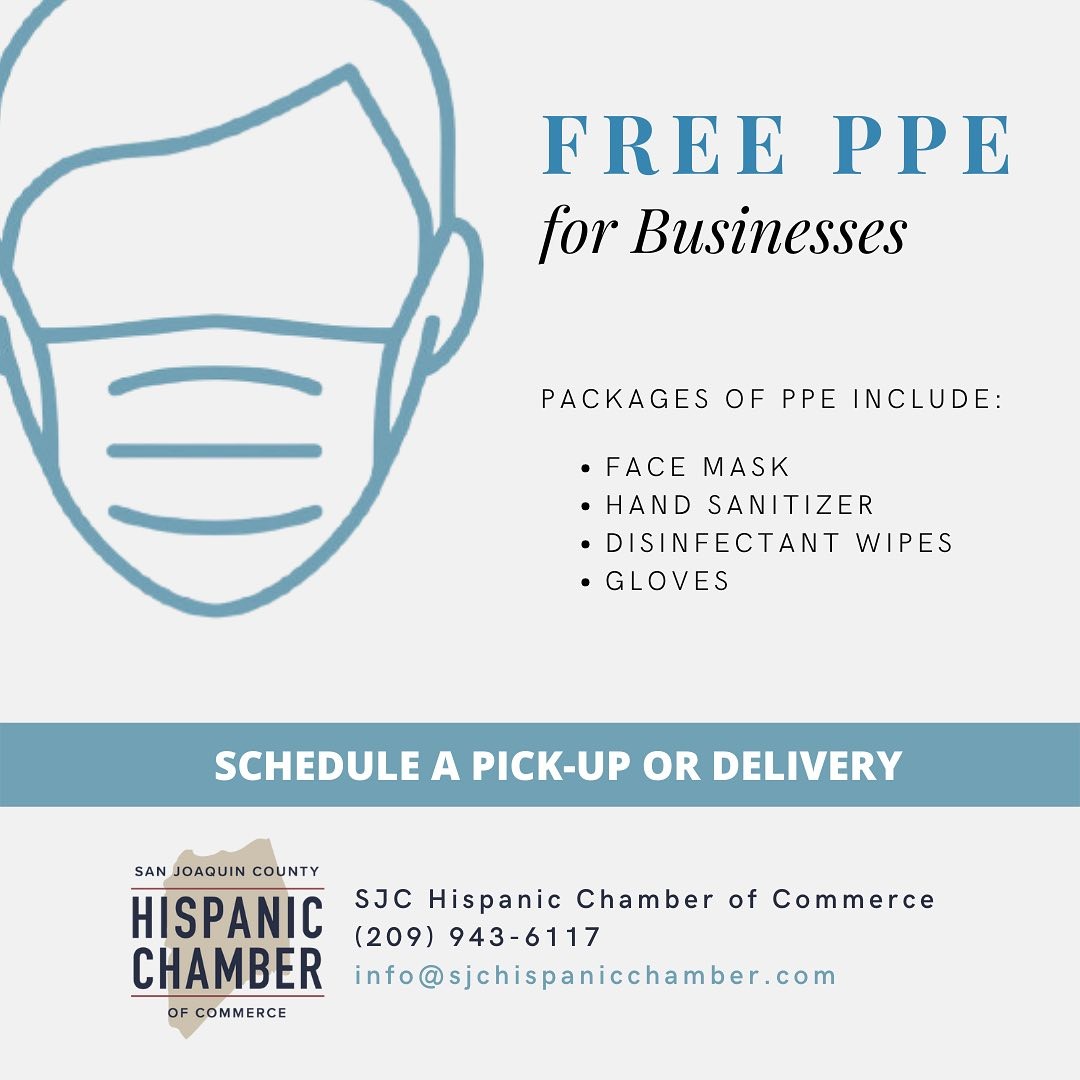 FREE PPE
for Businesses
PACKAGES OF PPE INCLUDE:
• FACE MASK
• HAND SANITIZER
• DISINFECTANT WIPES
• GLOVES
SCHEDULE A PICK-UP OR DELIVERY
SAN JOAQUIN COUNTY
HISPANIC
CHAMBER
OF COMMERCE
SJC Hispanic Chamber of Commerce
(209) 943-6117
info@sjchispanicchamber.com